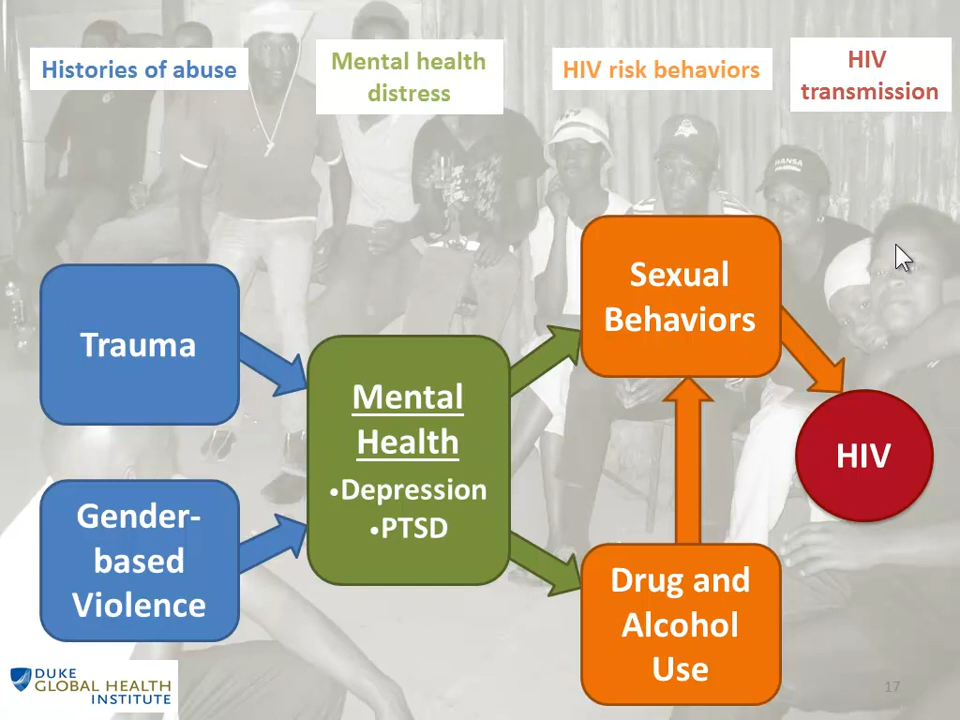 Histories of abuse
Mental health
distress
HIV risk behaviors
HIV
transmission
Trauma
Gender-
based
Violence
Mental
Health
•Depression
•PTSD
Sexual
Behaviors
Drug and
Alcohol
Use
HIV
HANSA
DUKE
GLOBAL HEALTH
INSTITUTE
17